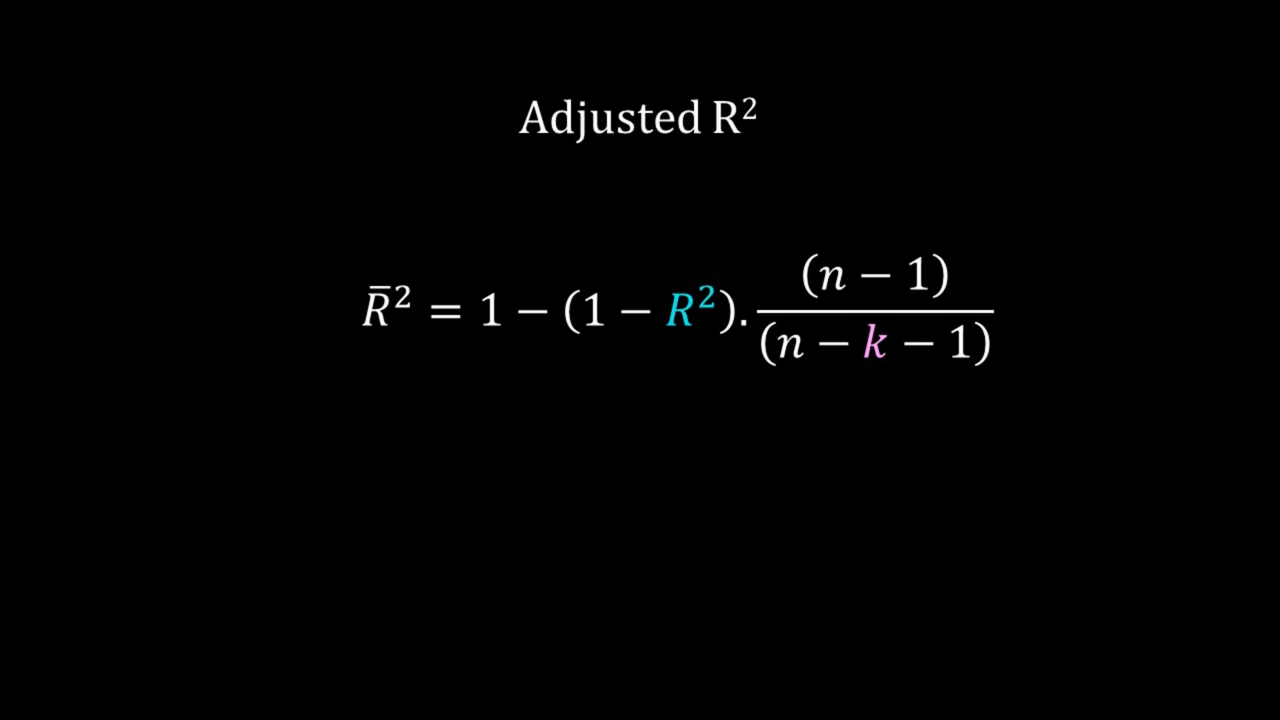 Adjusted R²
R̄² = 1 − (1 − R²). (n − 1)
(n − k − 1)